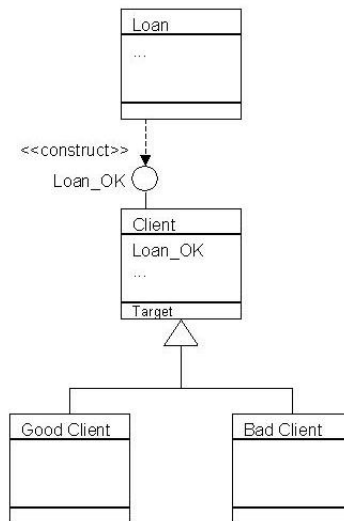 Loan
...
<<construct>>
Loan_OK
Client
Loan_OK
...
Target
Good Client
Bad Client